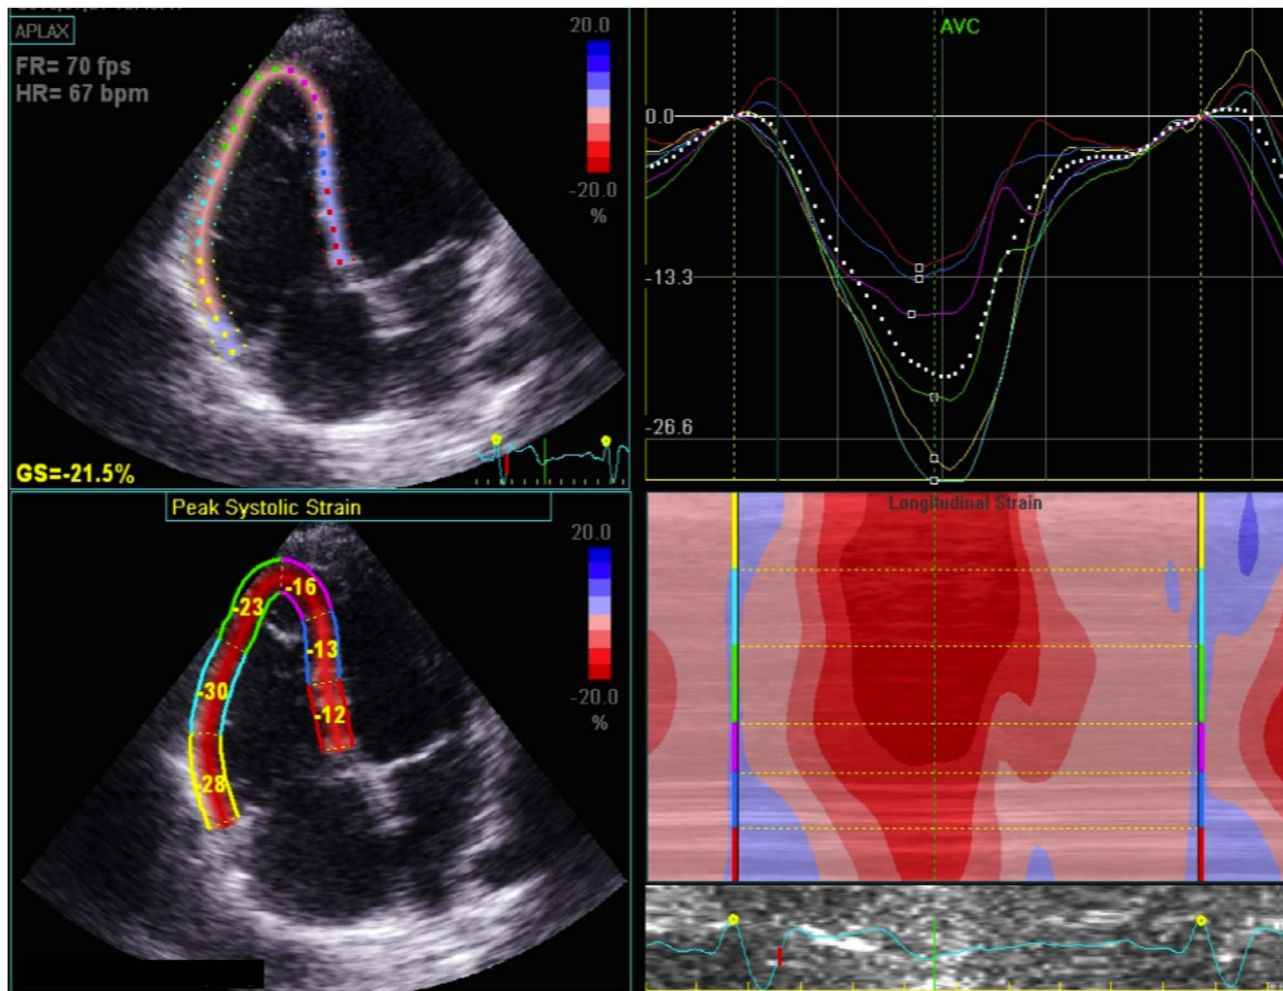 APLAX
FR= 70 fps
HR= 67 bpm
20.0
-20.0
%
GS=-21.5%
AVC
0.0
-13.3
-26.6
Peak Systolic Strain
20.0
-20.0
%
-16
-23
-13
-30
-12
-28
Longitudinal Strain